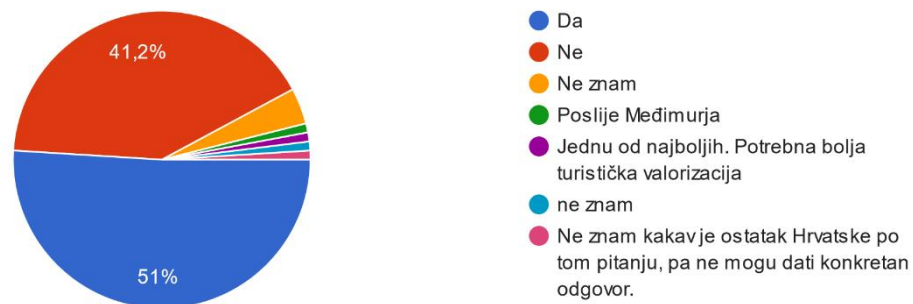 41,2%
51%
Da
Ne
Ne znam
Poslije Međimurja
Jednu od najboljih. Potrebna bolja
turistička valorizacija
ne znam
Ne znam kakav je ostatak Hrvatske po
tom pitanju, pa ne mogu dati konkretan
odgovor.